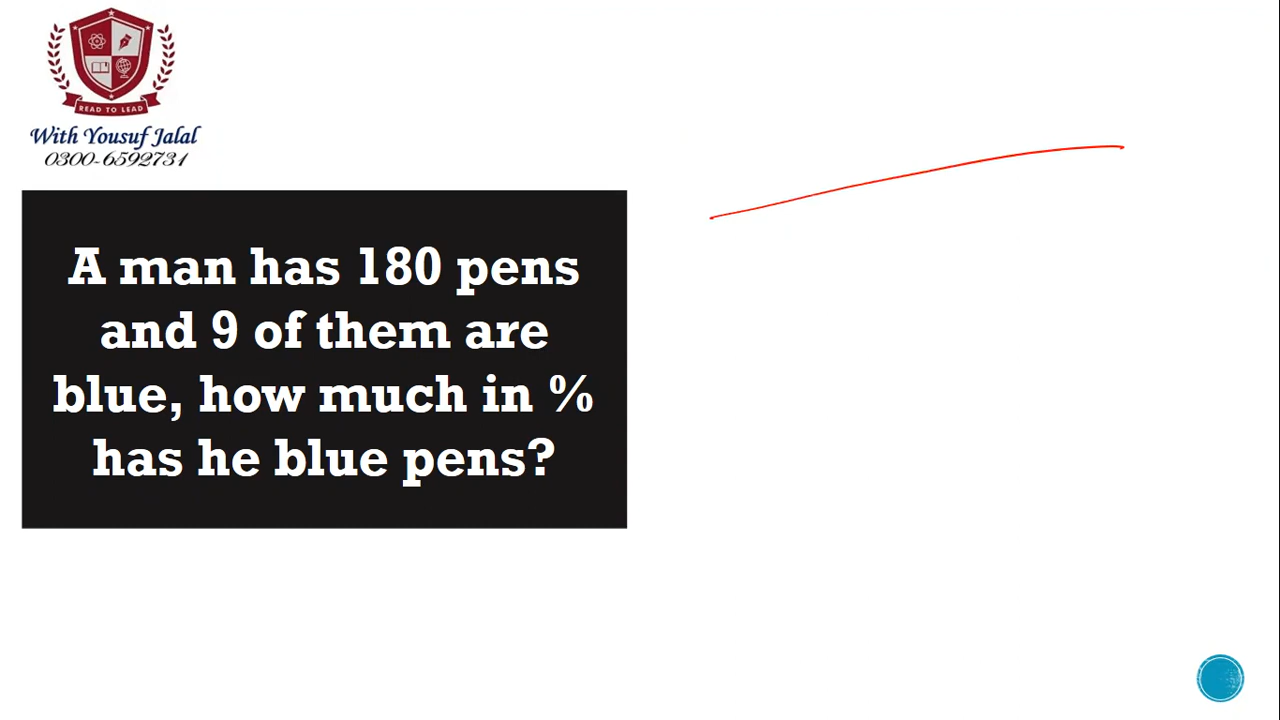 READ TO LEAD
With Yousuf Jalal
0300-6592731
A man has 180 pens
and 9 of them are
blue, how much in %
has he blue pens?